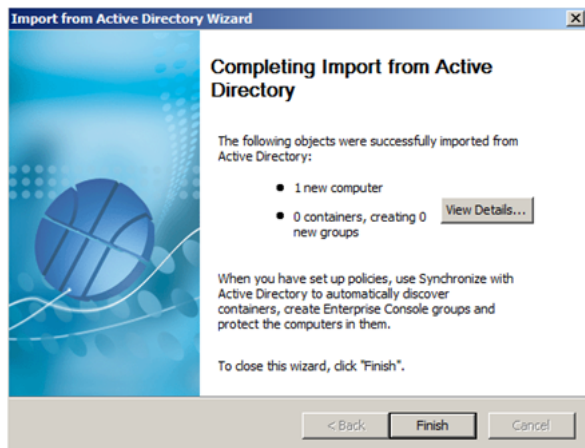 Import from Active Directory Wizard
Completing Import from Active
Directory
The following objects were successfully imported from
Active Directory:
● 1 new computer
● 0 containers, creating 0
new groups
View Details...
When you have set up policies, use Synchronize with
Active Directory to automatically discover
containers, create Enterprise Console groups and
protect the computers in them.
To close this wizard, click "Finish".
< Back
Finish
Cancel